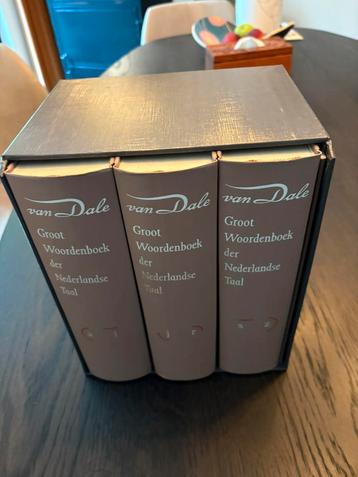 van Dale
Groot
Woordenboek
der
Nederlandse
Taal
van Dale
Groot
Woordenboek
der
Nederlandse
Taal
van Dale
Groot
Woordenboek
der
Nederlandse
Taal